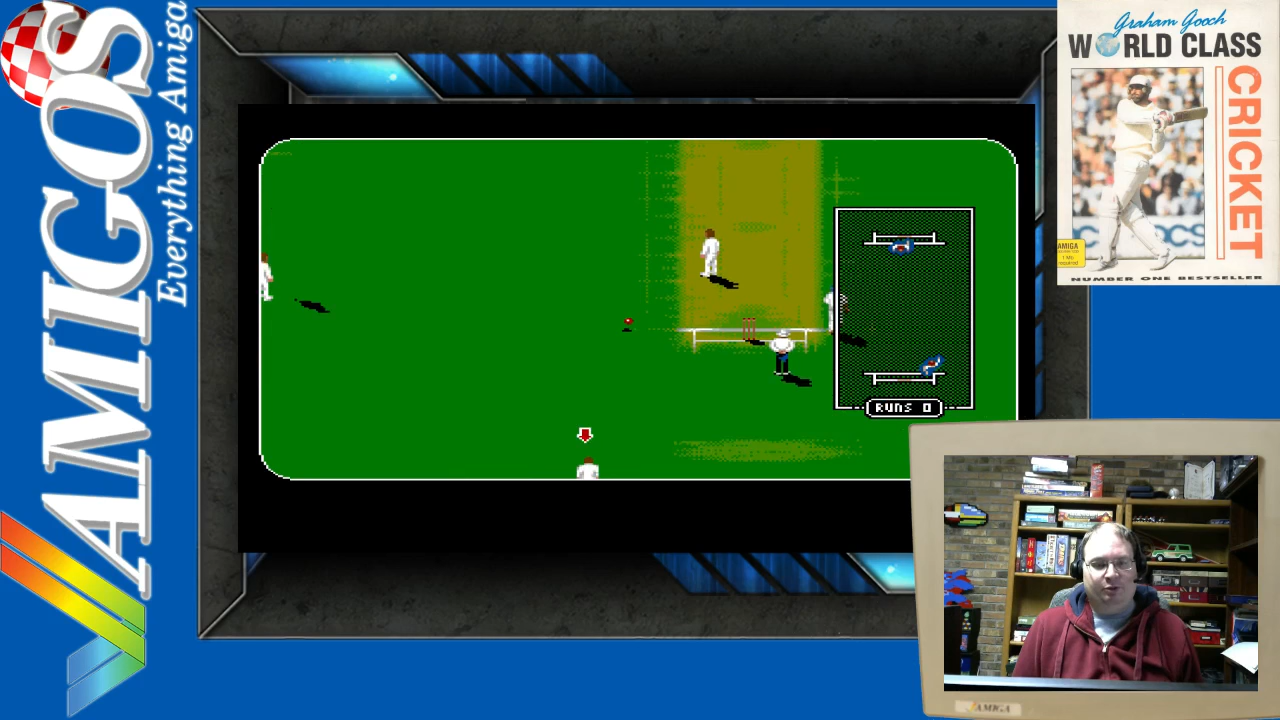 AMIGOS
Everything Amiga
Graham Gooch
WORLD CLASS
CRICKET
AMIGA
NUMBER ONE BESTSELLER
RUNS 0
AMIGA